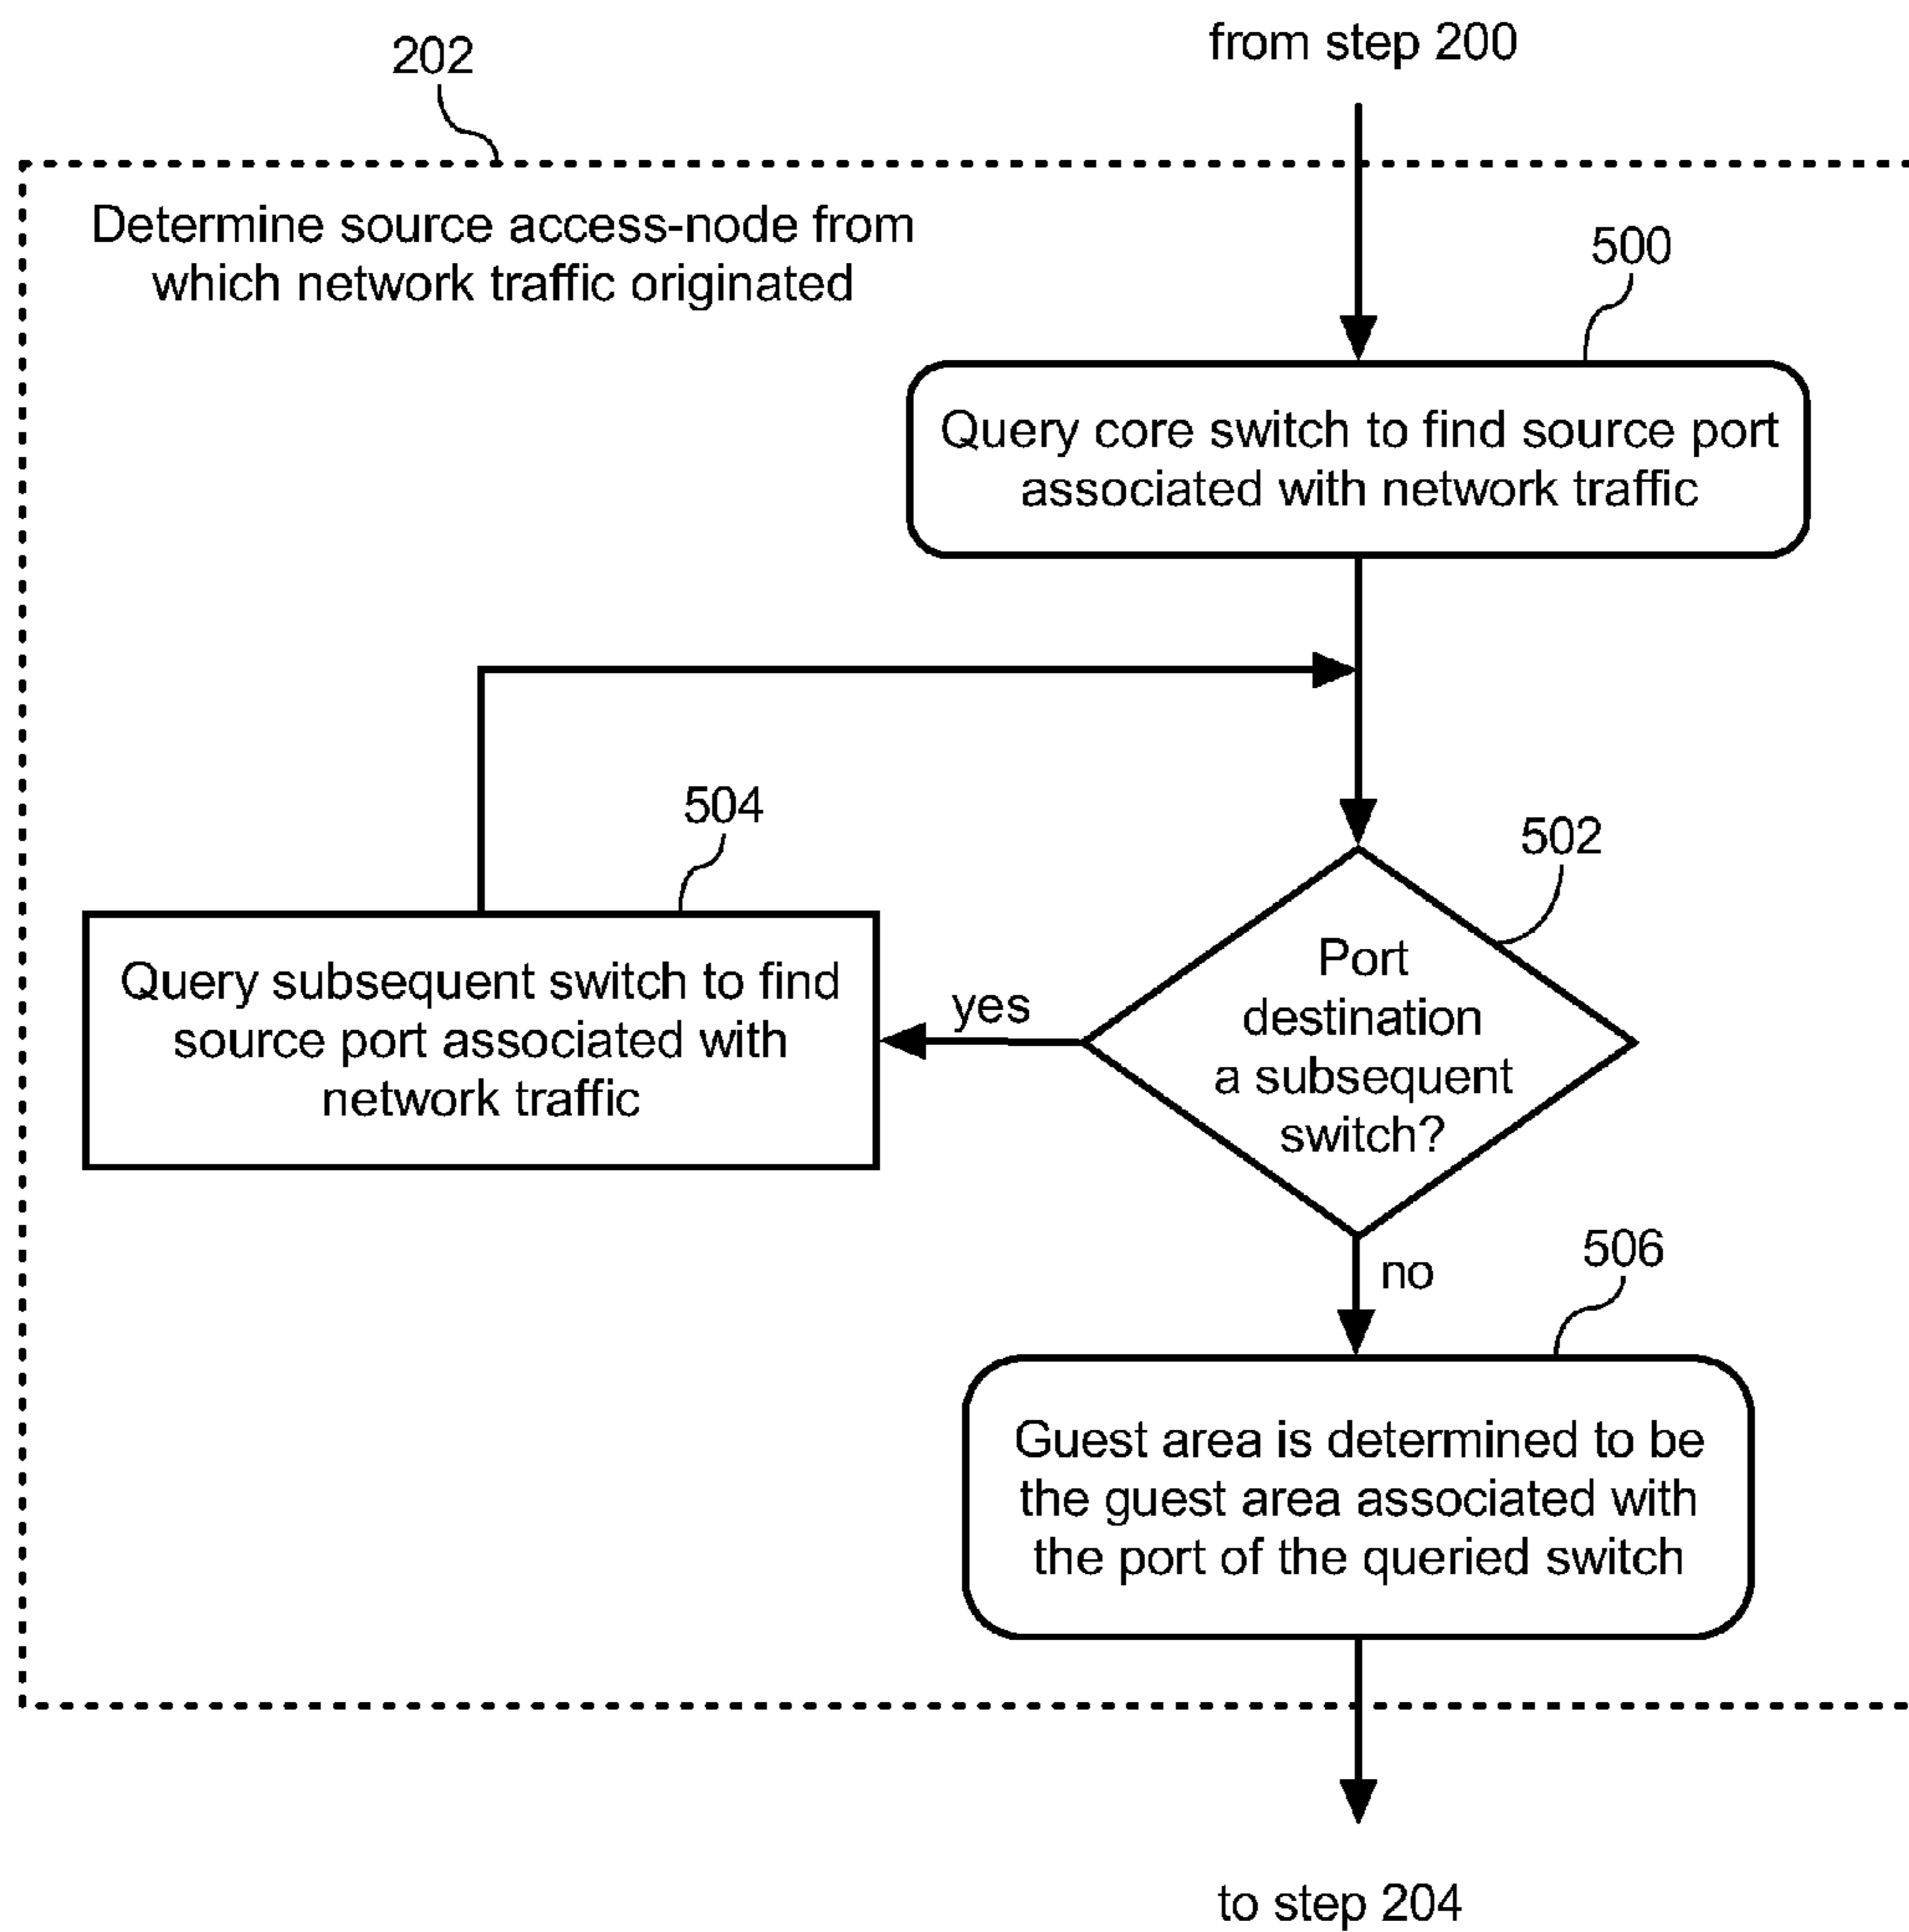 202
from step 200
Determine source access-node from
which network traffic originated
500
Query core switch to find source port
associated with network traffic
504
502
Query subsequent switch to find
source port associated with
network traffic
yes
Port
destination
a subsequent
switch?
no
506
Guest area is determined to be
the guest area associated with
the port of the queried switch
to step 204